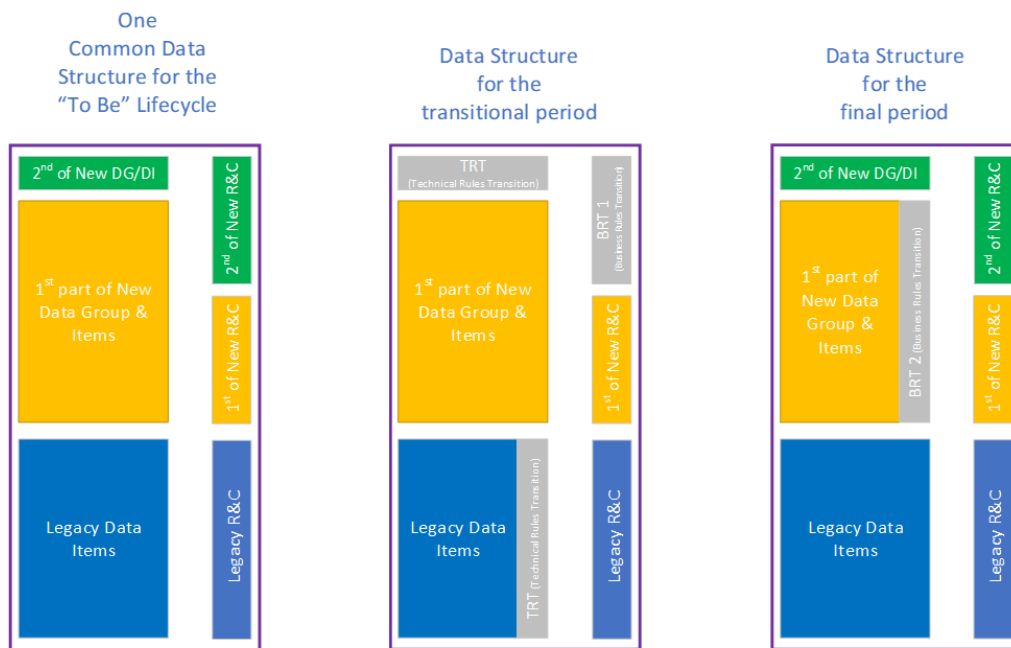 One
Common Data
Structure for the
“To Be” Lifecycle
2nd of New DG/DI
1st part of New
Data Group &
Items
Legacy Data
Items
2nd of New R&C
1st of New R&C
Legacy R&C
Data Structure
for the
transitional period
TRT
(Technical Rules Transition)
1st part of New
Data Group &
Items
Legacy Data
Items
TRT (Technical Rules Transition)
BRT 1
(Business Rules Transition)
1st of New R&C
Legacy R&C
Data Structure
for the
final period
2nd of New DG/DI
1st part of
New Data
Group &
Items
BRT 2 (Business Rules Transition)
Legacy Data
Items
2nd of New R&C
1st of New R&C
Legacy R&C